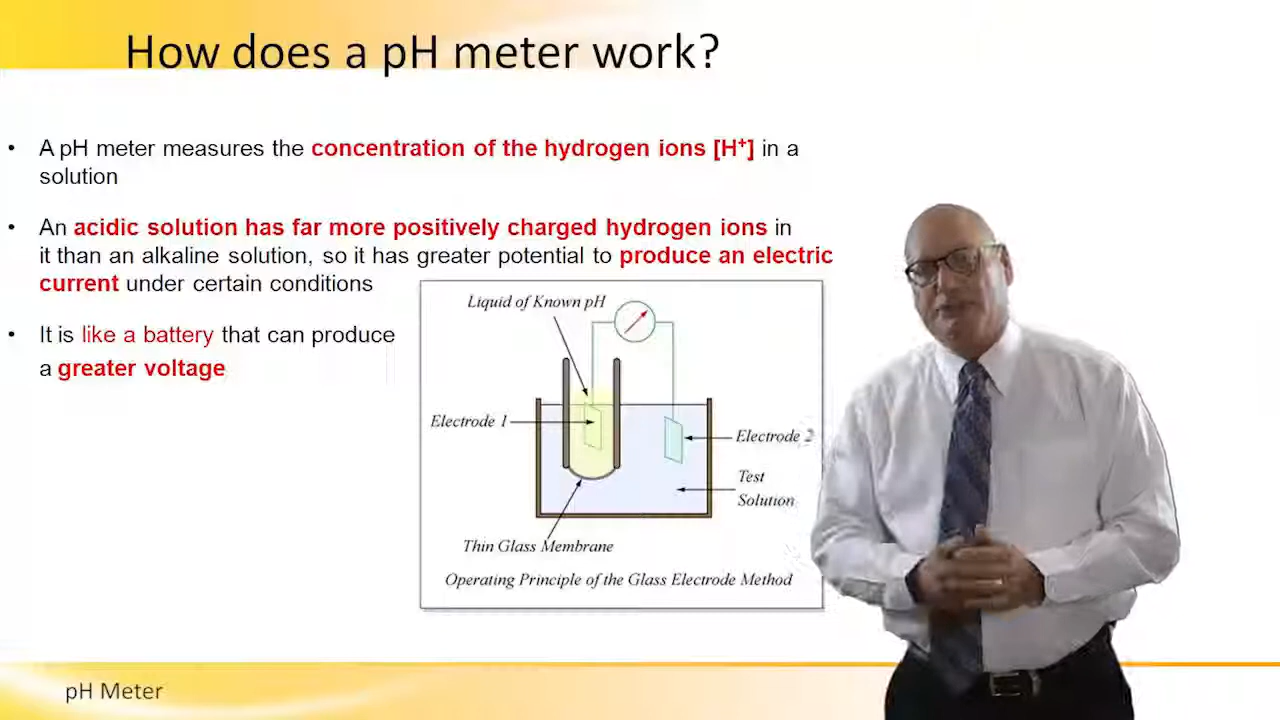 How does a pH meter work?
• A pH meter measures the concentration of the hydrogen ions [H⁺] in a
solution
• An acidic solution has far more positively charged hydrogen ions in
it than an alkaline solution, so it has greater potential to produce an electric
current under certain conditions
• It is like a battery that can produce
a greater voltage
Liquid of Known pH
Electrode 1
Electrode 2
Test
Solution
Thin Glass Membrane
Operating Principle of the Glass Electrode Method
pH Meter